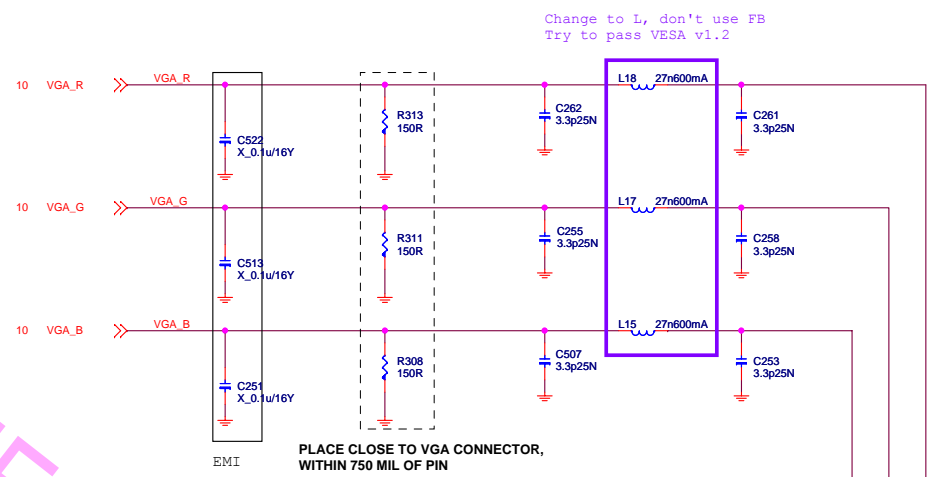 Change to L, don't use FB
Try to pass VESA v1.2
10 VGA_R VGA_R
L18 27n600mA
C522
X_0.1u/16Y
R313
150R
C262
3.3p25N
C261
3.3p25N
10 VGA_G VGA_G
L17 27n600mA
C513
X_0.1u/16Y
R311
150R
C255
3.3p25N
C258
3.3p25N
10 VGA_B VGA_B
L15 27n600mA
C251
X_0.1u/16Y
R308
150R
C507
3.3p25N
C253
3.3p25N
EMI
PLACE CLOSE TO VGA CONNECTOR,
WITHIN 750 MIL OF PIN